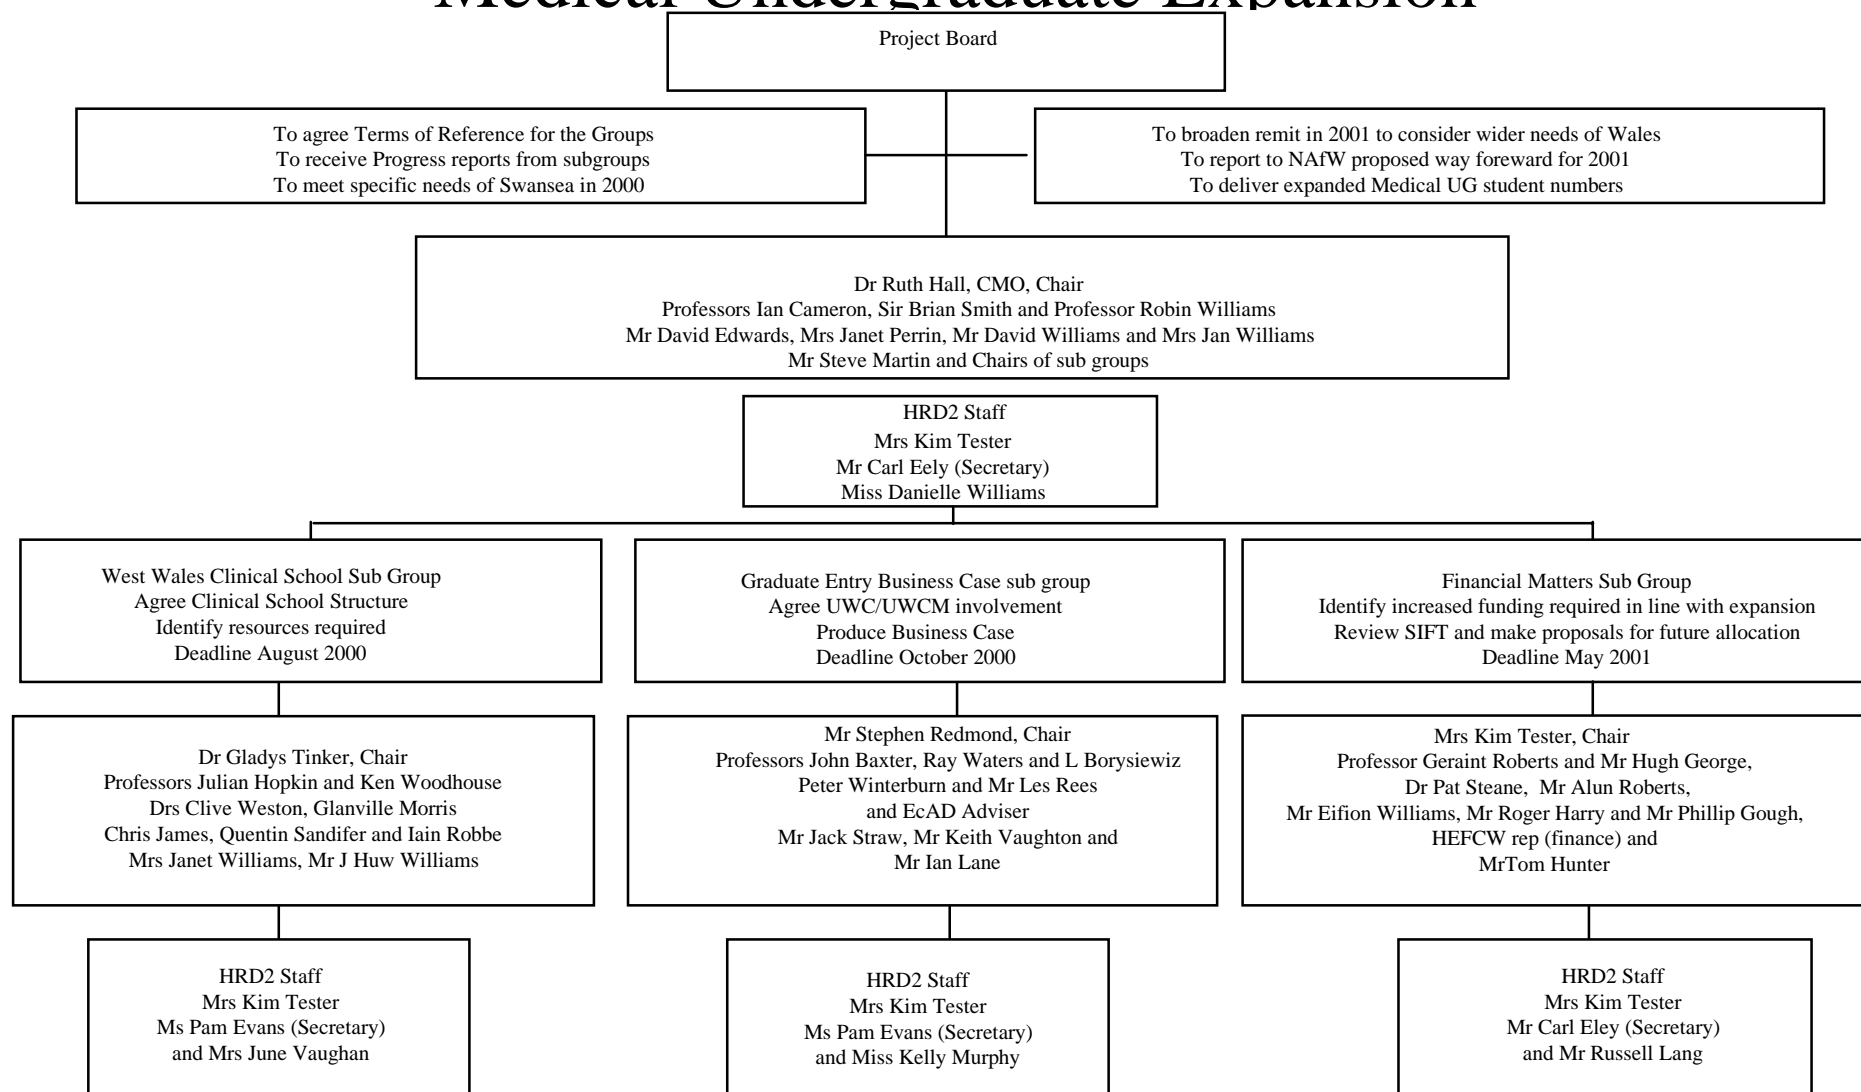 Medical Undergraduate Expansion
Project Board
To agree Terms of Reference for the Groups
To receive Progress reports from subgroups
To meet specific needs of Swansea in 2000
To broaden remit in 2001 to consider wider needs of Wales
To report to NAfW proposed way foreward for 2001
To deliver expanded Medical UG student numbers
Dr Ruth Hall, CMO, Chair
Professors Ian Cameron, Sir Brian Smith and Professor Robin Williams
Mr David Edwards, Mrs Janet Perrin, Mr David Williams and Mrs Jan Williams
Mr Steve Martin and Chairs of sub groups
HRD2 Staff
Mrs Kim Tester
Mr Carl Eely (Secretary)
Miss Danielle Williams
West Wales Clinical School Sub Group
Agree Clinical School Structure
Identify resources required
Deadline August 2000
Graduate Entry Business Case sub group
Agree UWC/UWCM involvement
Produce Business Case
Deadline October 2000
Financial Matters Sub Group
Identify increased funding required in line with expansion
Review SIFT and make proposals for future allocation
Deadline May 2001
Dr Gladys Tinker, Chair
Professors Julian Hopkin and Ken Woodhouse
Drs Clive Weston, Glanville Morris
Chris James, Quentin Sandifer and Iain Robbe
Mrs Janet Williams, Mr J Huw Williams
Mr Stephen Redmond, Chair
Professors John Baxter, Ray Waters and L Borysiewiz
Peter Winterburn and Mr Les Rees
and EcAD Adviser
Mr Jack Straw, Mr Keith Vaughton and
Mr Ian Lane
Mrs Kim Tester, Chair
Professor Geraint Roberts and Mr Hugh George,
Dr Pat Steane, Mr Alun Roberts,
Mr Eifion Williams, Mr Roger Harry and Mr Phillip Gough,
HEFCW rep (finance) and
MrTom Hunter
HRD2 Staff
Mrs Kim Tester
Ms Pam Evans (Secretary)
and Mrs June Vaughan
HRD2 Staff
Mrs Kim Tester
Ms Pam Evans (Secretary)
and Miss Kelly Murphy
HRD2 Staff
Mrs Kim Tester
Mr Carl Eley (Secretary)
and Mr Russell Lang